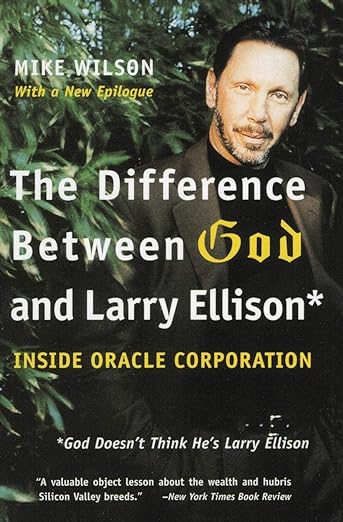 MIKE WILSON
With a New Epilogue
The Difference
Between God
and Larry Ellison*
INSIDE ORACLE CORPORATION
*God Doesn't Think He's Larry Ellison
"A valuable object lesson about the wealth and hubris
Silicon Valley breeds." –New York Times Book Review